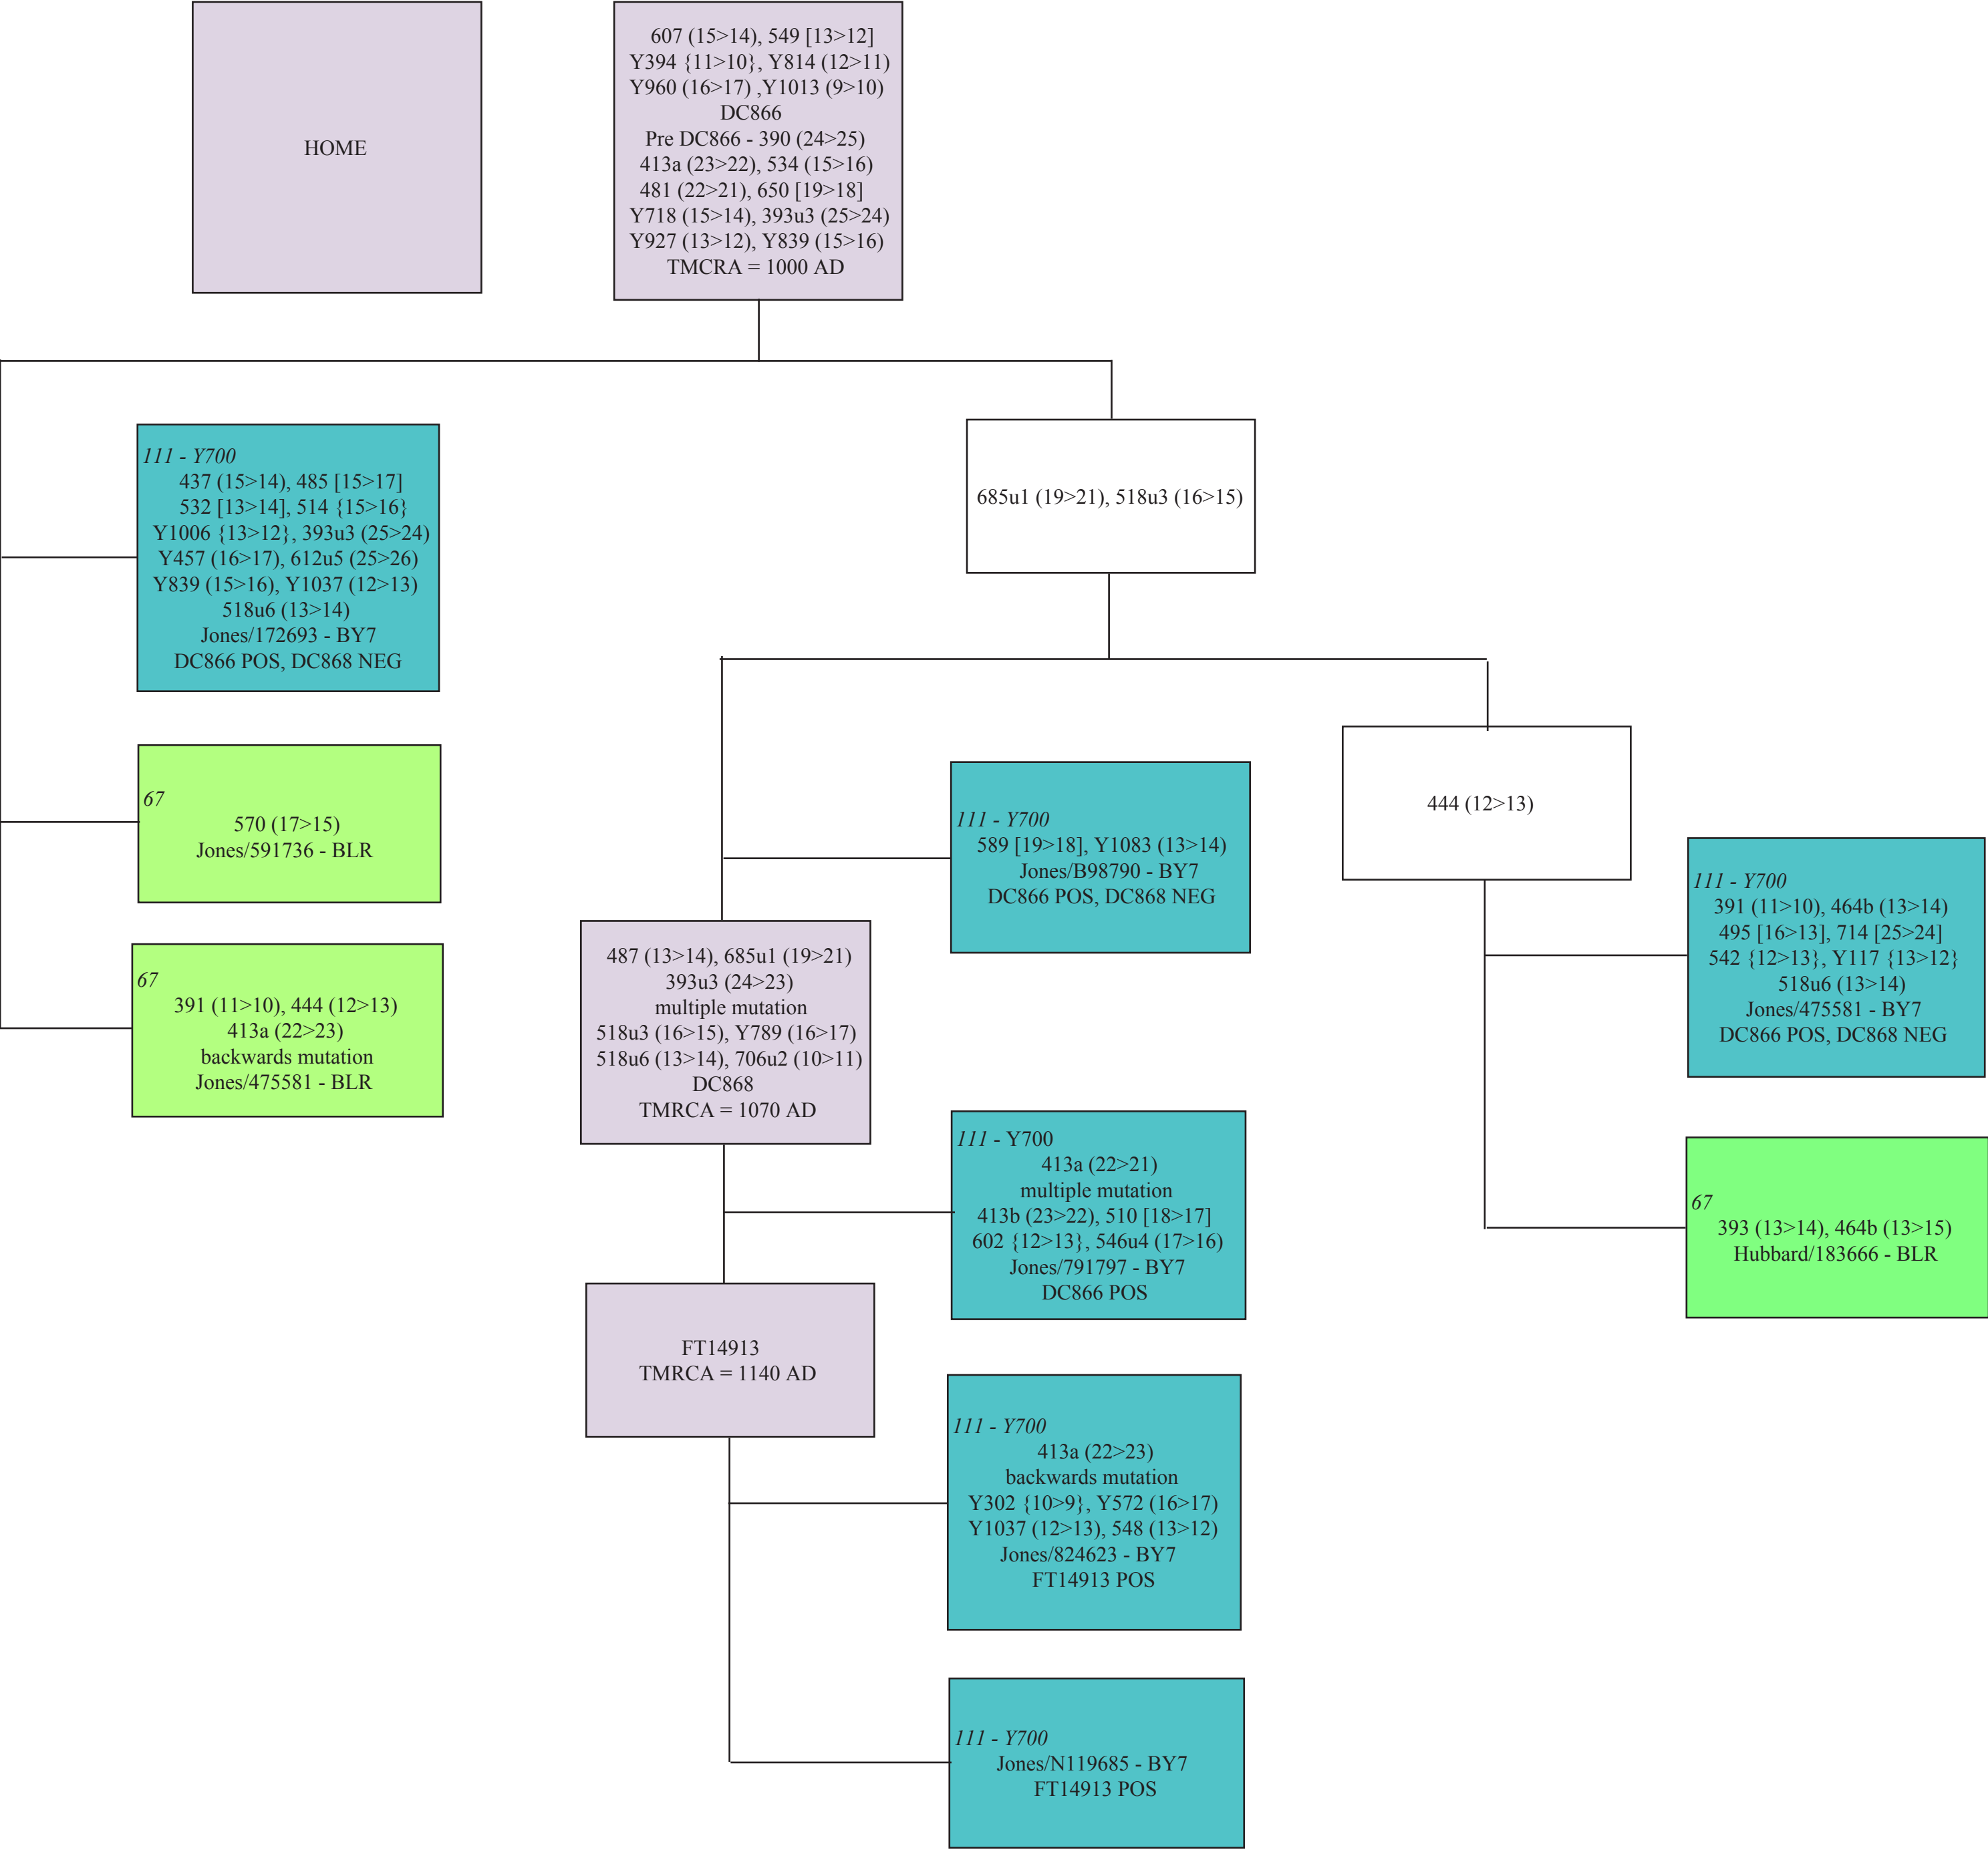 HOME
607 (15>14), 549 [13>12]
Y394 {11>10}, Y814 (12>11)
Y960 (16>17) ,Y1013 (9>10)
DC866
Pre DC866 - 390 (24>25)
413a (23>22), 534 (15>16)
481 (22>21), 650 [19>18]
Y718 (15>14), 393u3 (25>24)
Y927 (13>12), Y839 (15>16)
TMCRA = 1000 AD
111 - Y700
437 (15>14), 485 [15>17]
532 [13>14], 514 {15>16}
Y1006 {13>12}, 393u3 (25>24)
Y457 (16>17), 612u5 (25>26)
Y839 (15>16), Y1037 (12>13)
518u6 (13>14)
Jones/172693 - BY7
DC866 POS, DC868 NEG
685u1 (19>21), 518u3 (16>15)
67
570 (17>15)
Jones/591736 - BLR
67
391 (11>10), 444 (12>13)
413a (22>23)
backwards mutation
Jones/475581 - BLR
111 - Y700
589 [19>18], Y1083 (13>14)
Jones/B98790 - BY7
DC866 POS, DC868 NEG
444 (12>13)
111 - Y700
391 (11>10), 464b (13>14)
495 [16>13], 714 [25>24]
542 {12>13}, Y117 {13>12}
518u6 (13>14)
Jones/475581 - BY7
DC866 POS, DC868 NEG
487 (13>14), 685u1 (19>21)
393u3 (24>23)
multiple mutation
518u3 (16>15), Y789 (16>17)
518u6 (13>14), 706u2 (10>11)
DC868
TMRCA = 1070 AD
111 - Y700
413a (22>21)
multiple mutation
413b (23>22), 510 [18>17]
602 {12>13}, 546u4 (17>16)
Jones/791797 - BY7
DC866 POS
67
393 (13>14), 464b (13>15)
Hubbard/183666 - BLR
FT14913
TMRCA = 1140 AD
111 - Y700
413a (22>23)
backwards mutation
Y302 {10>9}, Y572 (16>17)
Y1037 (12>13), 548 (13>12)
Jones/824623 - BY7
FT14913 POS
111 - Y700
Jones/N119685 - BY7
FT14913 POS